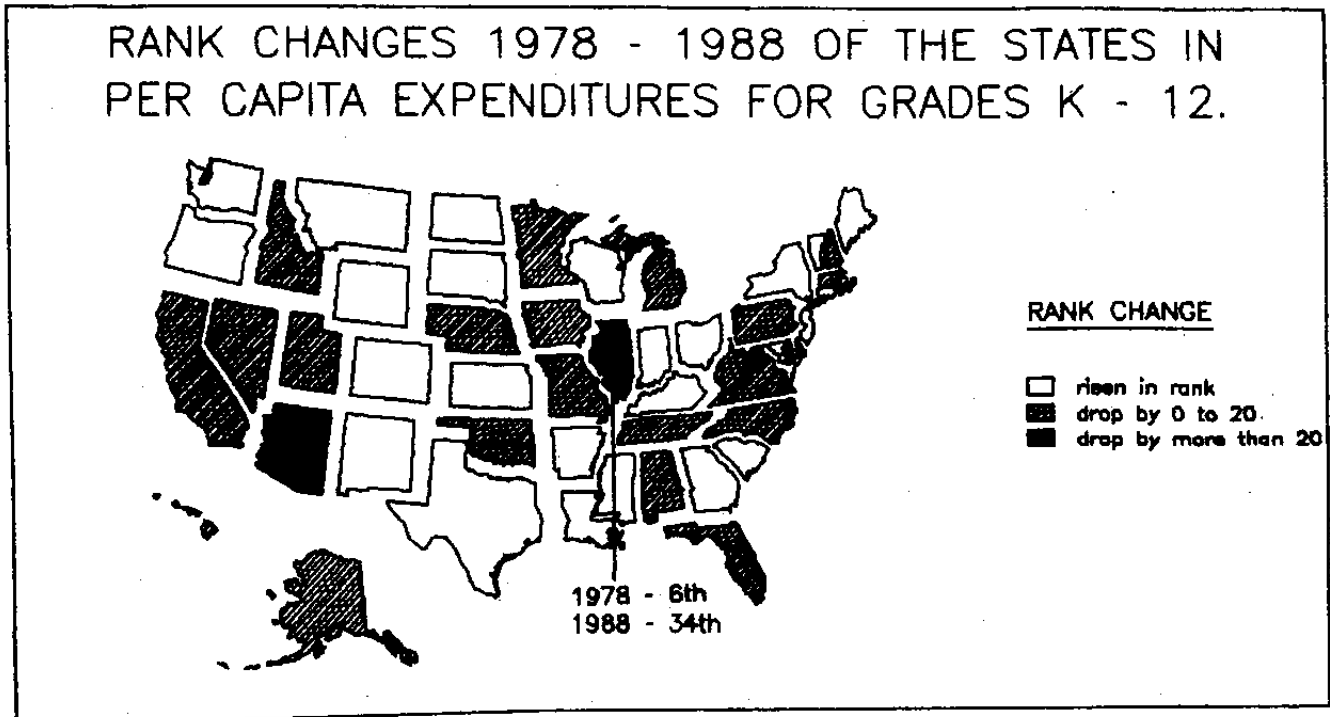 RANK CHANGES 1978 - 1988 OF THE STATES IN
PER CAPITA EXPENDITURES FOR GRADES K - 12.
RANK CHANGE
risen in rank
drop by 0 to 20.
drop by more than 20
1978 - 6th
1988 - 34th